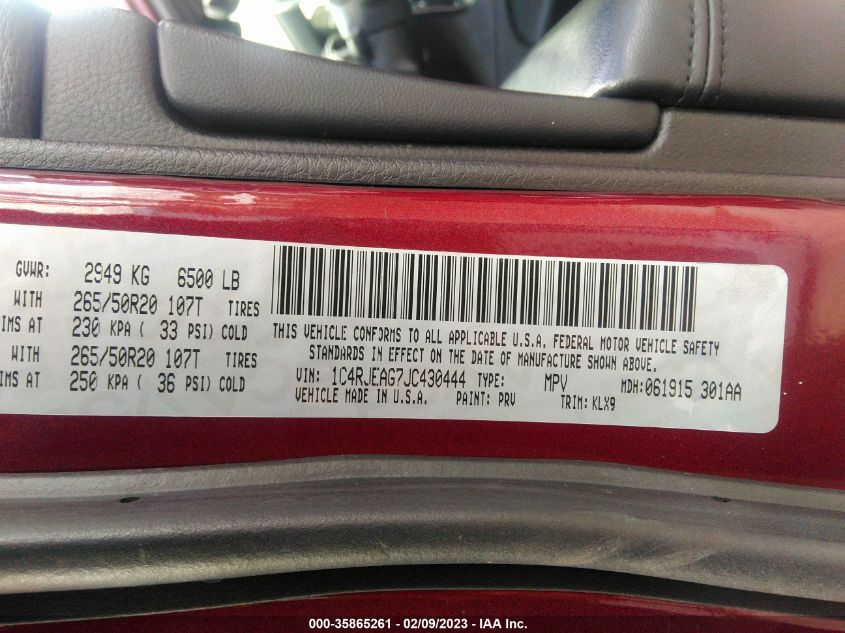 GVWR: 2949 KG 6500 LB
WITH 265/50R20 107T TIRES
IMS AT 230 KPA ( 33 PSI) COLD
WITH 265/50R20 107T TIRES
IMS AT 250 KPA ( 36 PSI) COLD
THIS VEHICLE CONFORMS TO ALL APPLICABLE U.S.A. FEDERAL MOTOR VEHICLE SAFETY
STANDARDS IN EFFECT ON THE DATE OF MANUFACTURE SHOWN ABOVE.
VIN: 1C4RJEAG7JC430444 TYPE: MPV MDH:061915 301AA
VEHICLE MADE IN U.S.A. PAINT: PRV TRIM: KLX9
000-35865261 - 02/09/2023 - IAA Inc.